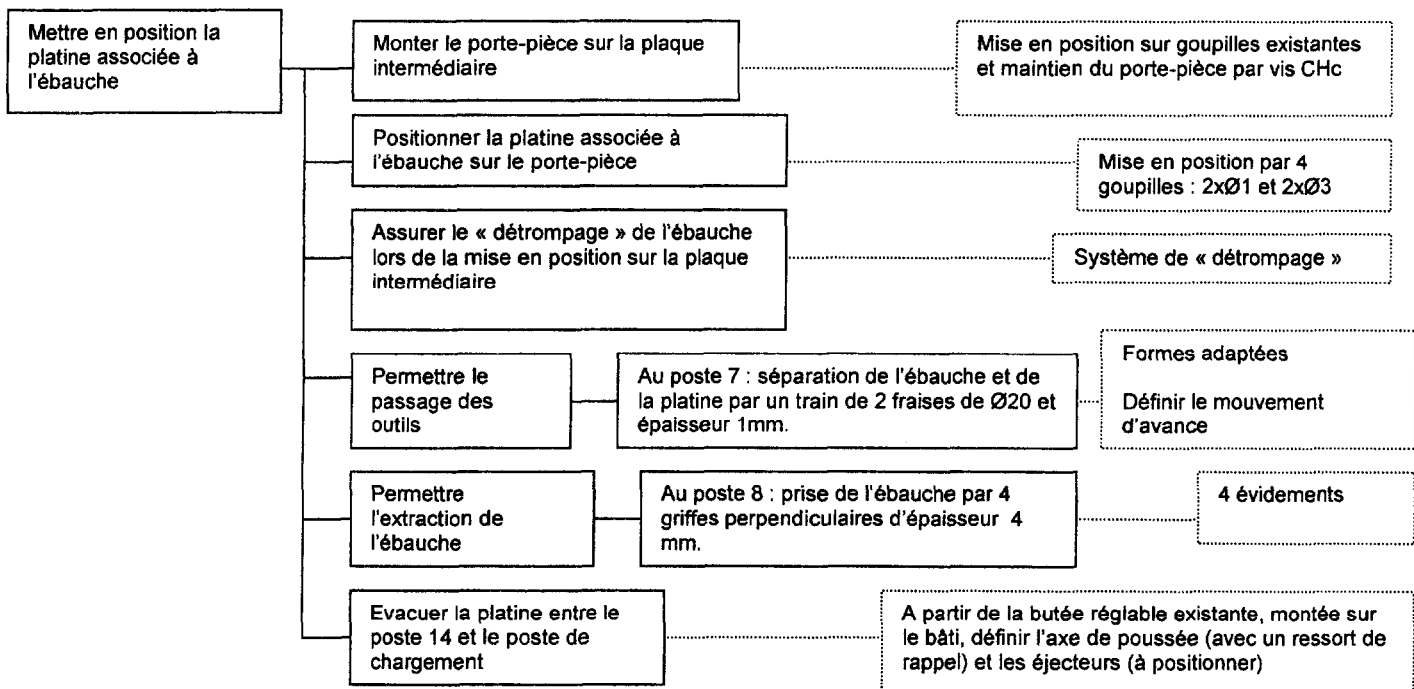 Mettre en position la
platine associée à
l'ébauche
Monter le porte-pièce sur la plaque
intermédiaire
Mise en position sur goupilles existantes
et maintien du porte-pièce par vis CHc
Positionner la platine associée à
l'ébauche sur le porte-pièce
Mise en position par 4
goupilles : 2xØ1 et 2xØ3
Assurer le « détrompage » de l'ébauche
lors de la mise en position sur la plaque
intermédiaire
Système de « détrompage »
Permettre le
passage des
outils
Au poste 7 : séparation de l'ébauche et de
la platine par un train de 2 fraises de Ø20 et
épaisseur 1mm.
Formes adaptées
Définir le mouvement
d'avance
Permettre
l'extraction de
l'ébauche
Au poste 8 : prise de l'ébauche par 4
griffes perpendiculaires d'épaisseur 4
mm.
4 évidements
Evacuer la platine entre le
poste 14 et le poste de
chargement
A partir de la butée réglable existante, montée sur
le bâti, définir l'axe de poussée (avec un ressort de
rappel) et les éjecteurs (à positionner)